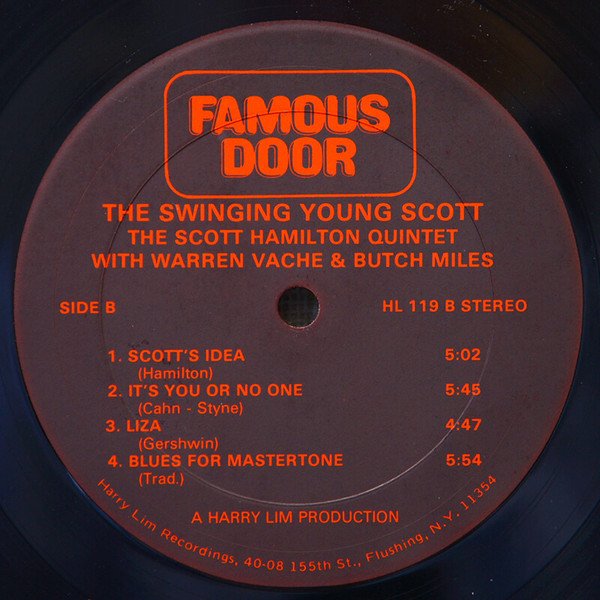 FAMOUS
DOOR
THE SWINGING YOUNG SCOTT
THE SCOTT HAMILTON QUINTET
WITH WARREN VACHE & BUTCH MILES
SIDE B
HL 119 B STEREO
1. SCOTT'S IDEA 5:02
(Hamilton)
2. IT'S YOU OR NO ONE 5:45
(Cahn - Styne)
3. LIZA 4:47
(Gershwin)
4. BLUES FOR MASTERTONE 5:54
(Trad.)
A HARRY LIM PRODUCTION
Harry Lim Recordings, 40-08 155th St., Flushing, N.Y. 11354